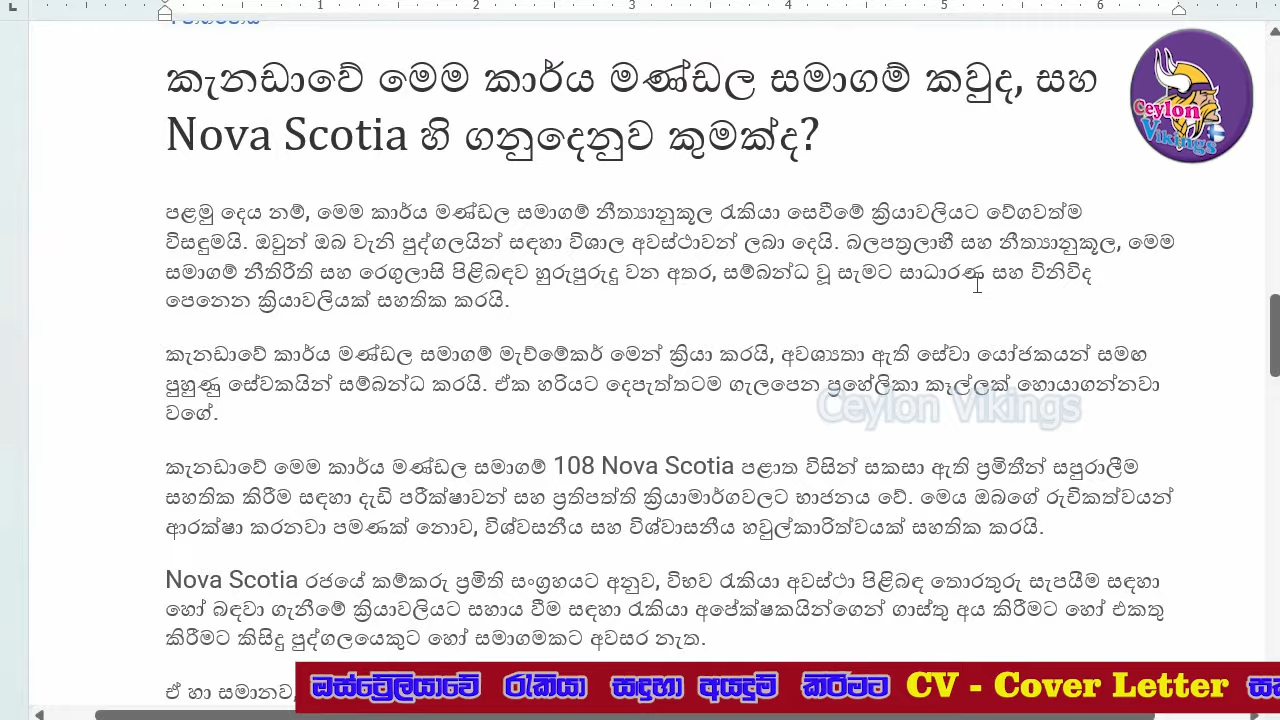 කැනඩාවේ මෙම කාර්ය මණ්ඩල සමාගම් කවුද, සහ
Nova Scotia හි ගනුදෙනුව කුමක්ද?
Ceylon
Vikings
පළමු දෙය නම්, මෙම කාර්ය මණ්ඩල සමාගම් නීත්‍යානුකූල රැකියා සෙවීමේ ක්‍රියාවලියට වේගවත්ම
විසඳුමයි. ඔවුන් ඔබ වැනි පුද්ගලයින් සඳහා විශාල අවස්ථාවන් ලබා දෙයි. බලපත්‍රලාභී සහ නීත්‍යානුකූල, මෙම
සමාගම් නීතිරීති සහ රෙගුලාසි පිළිබඳව හුරුපුරුදු වන අතර, සම්බන්ධ වූ සැමට සාධාරණ සහ විනිවිද
පෙනෙන ක්‍රියාවලියක් සහතික කරයි.
කැනඩාවේ කාර්ය මණ්ඩල සමාගම් මැච්මේකර් මෙන් ක්‍රියා කරයි, අවශ්‍යතා ඇති සේවා යෝජකයන් සමඟ
පුහුණු සේවකයින් සම්බන්ධ කරයි. ඒක හරියට දෙපැත්තටම ගැලපෙන ප්‍රහේලිකා කෑල්ලක් හොයාගන්නවා
වගේ.
Ceylon Vikings
කැනඩාවේ මෙම කාර්ය මණ්ඩල සමාගම් 108 Nova Scotia පළාත විසින් සකසා ඇති ප්‍රමිතීන් සපුරාලීම
සහතික කිරීම සඳහා දැඩි පරීක්ෂාවන් සහ ප්‍රතිපත්ති ක්‍රියාමාර්ගවලට භාජනය වේ. මෙය ඔබගේ රුචිකත්වයන්
ආරක්ෂා කරනවා පමණක් නොව, විශ්වසනීය සහ විශ්වාසනීය හවුල්කාරිත්වයක් සහතික කරයි.
Nova Scotia රජයේ කම්කරු ප්‍රමිති සංග්‍රහයට අනුව, විභව රැකියා අවස්ථා පිළිබඳ තොරතුරු සැපයීම සඳහා
හෝ බඳවා ගැනීමේ ක්‍රියාවලියට සහාය වීම සඳහා රැකියා අපේක්ෂකයින්ගෙන් ගාස්තු අය කිරීමට හෝ එකතු
කිරීමට කිසිදු පුද්ගලයෙකුට හෝ සමාගමකට අවසර නැත.
ඒ හා සමානව,
ඔස්ට්‍රේලියාවේ රැකියා සඳහා අයදුම් කිරීමට CV - Cover Letter